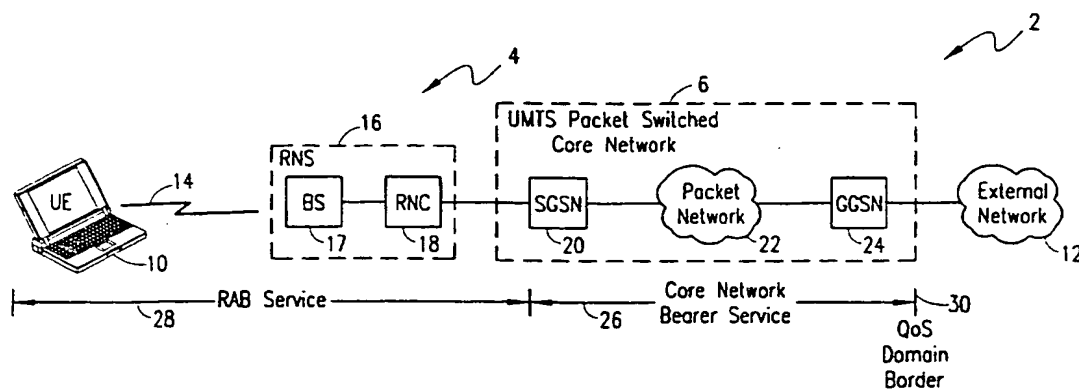 2
4
6
UMTS Packet Switched
Core Network
16
RNS
14
UE
BS
RNC
SGSN
Packet
Network
GGSN
External
Network
10
17
18
20
22
24
12
RAB Service
28
Core Network
Bearer Service
26
30
QoS
Domain
Border